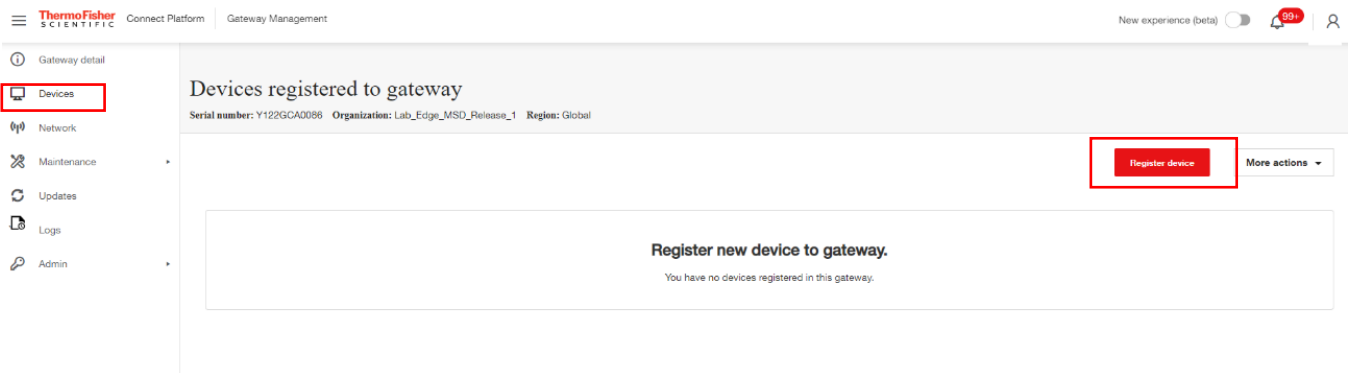 ThermoFisher
SCIENTIFIC
Connect Platform
Gateway Management
New experience (beta)
99+
Gateway detail
Devices
Network
Maintenance
Updates
Logs
Admin
Devices registered to gateway
Serial number: Y122GCA0086 Organization: Lab_Edge_MSD_Release_1 Region: Global
Register device
More actions
Register new device to gateway.
You have no devices registered in this gateway.